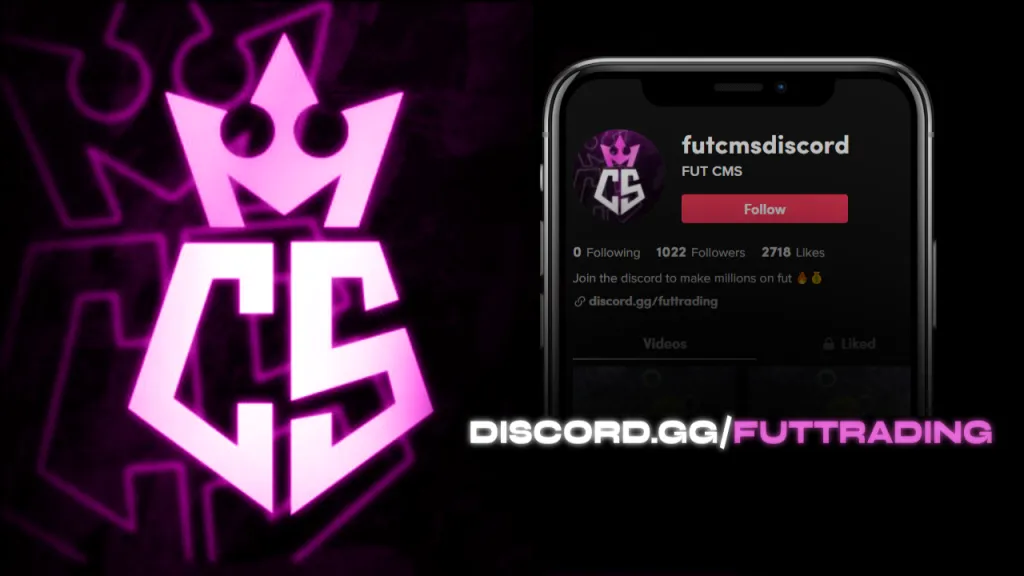 CS
futcmsdiscord
FUT CMS
CS
Follow
0 Following 1022 Followers 2718 Likes
Join the discord to make millions on fut 🔥💰
discord.gg/futtrading
Videos Liked
DISCORD.GG/FUTTRADING